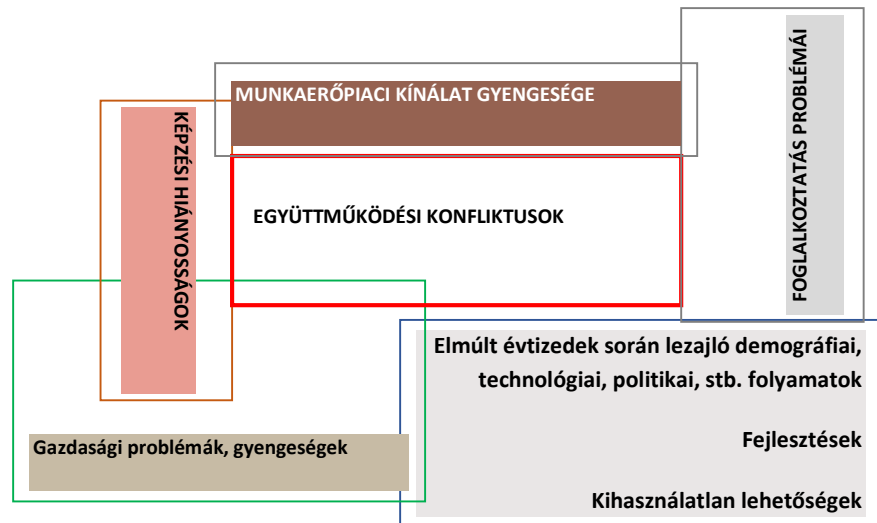 MUNKAERŐPIACI KÍNÁLAT GYENGESÉGE
KÉPZÉSI HIÁNYOSSÁGOK
EGYÜTTMŰKÖDÉSI KONFLIKTUSOK
FOGLALKOZTATÁS PROBLÉMÁI
Elmúlt évtizedek során lezajló demográfiai,
technológiai, politikai, stb. folyamatok
Fejlesztések
Kihasználatlan lehetőségek
Gazdasági problémák, gyengeségek